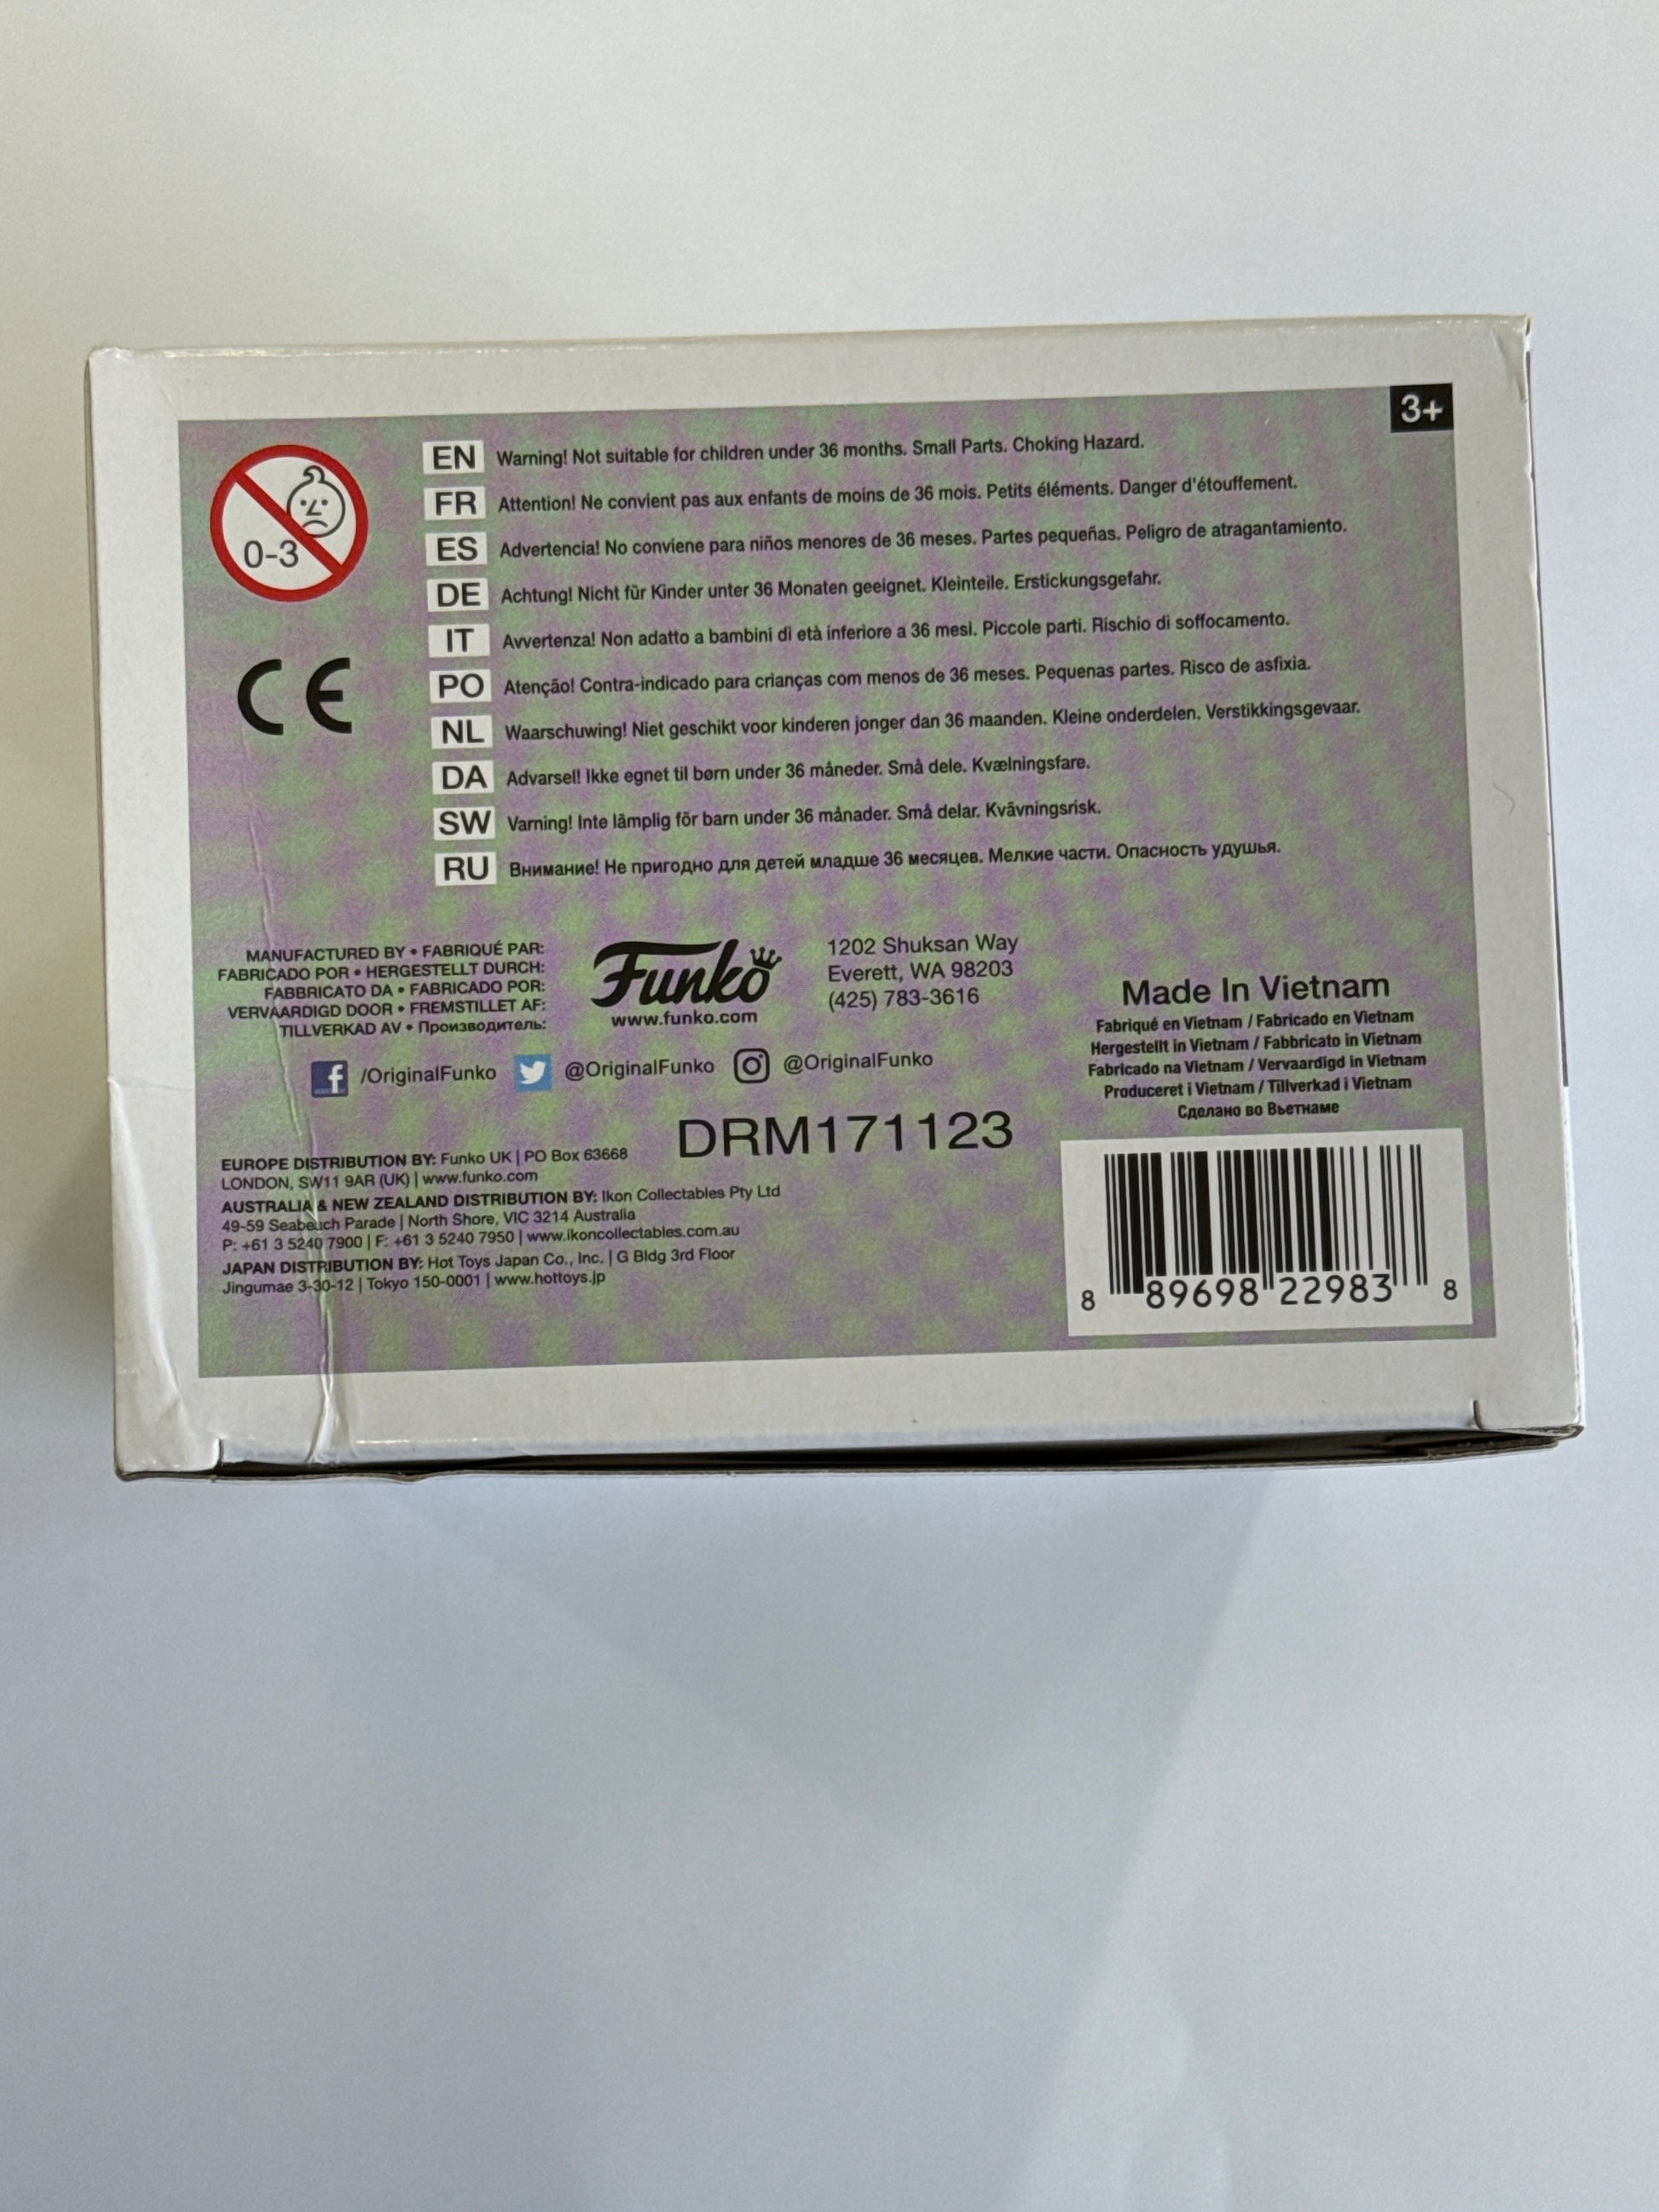 3+
0-3
CE
EN Warning! Not suitable for children under 36 months. Small Parts. Choking Hazard.
FR Attention! Ne convient pas aux enfants de moins de 36 mois. Petits éléments. Danger d'étouffement.
ES Advertencia! No conviene para niños menores de 36 meses. Partes pequeñas. Peligro de atragantamiento.
DE Achtung! Nicht für Kinder unter 36 Monaten geeignet. Kleinteile. Erstickungsgefahr.
IT Avvertenza! Non adatto a bambini di età inferiore a 36 mesi. Piccole parti. Rischio di soffocamento.
PO Atenção! Contra-indicado para crianças com menos de 36 meses. Pequenas partes. Risco de asfixia.
NL Waarschuwing! Niet geschikt voor kinderen jonger dan 36 maanden. Kleine onderdelen. Verstikkingsgevaar.
DA Advarsel! Ikke egnet til børn under 36 måneder. Små dele. Kvælningsfare.
SW Varning! Inte lämplig för barn under 36 månader. Små delar. Kvävningsrisk.
RU Внимание! Не пригодно для детей младше 36 месяцев. Мелкие части. Опасность удушья.
MANUFACTURED BY • FABRIQUÉ PAR:
FABRICADO POR • HERGESTELLT DURCH:
FABBRICATO DA • FABRICADO POR:
VERVAARDIGD DOOR • FREMSTILLET AF:
TILLVERKAD AV • Производитель:
Funko
www.funko.com
1202 Shuksan Way
Everett, WA 98203
(425) 783-3616
/OriginalFunko @OriginalFunko @OriginalFunko
Made In Vietnam
Fabriqué en Vietnam / Fabricado en Vietnam
Hergestellt in Vietnam / Fabbricato in Vietnam
Fabricado na Vietnam / Vervaardigd in Vietnam
Produceret i Vietnam / Tillverkad i Vietnam
Сделано во Вьетнаме
DRM171123
EUROPE DISTRIBUTION BY: Funko UK | PO Box 63668
LONDON, SW11 9AR (UK) | www.funko.com
AUSTRALIA & NEW ZEALAND DISTRIBUTION BY: Ikon Collectables Pty Ltd
49-59 Seabeach Parade | North Shore, VIC 3214 Australia
P: +61 3 5240 7900 | F: +61 3 5240 7950 | www.ikoncollectables.com.au
JAPAN DISTRIBUTION BY: Hot Toys Japan Co., Inc. | G Bldg 3rd Floor
Jingumae 3-30-12 | Tokyo 150-0001 | www.hottoys.jp
8 89698 22983 8